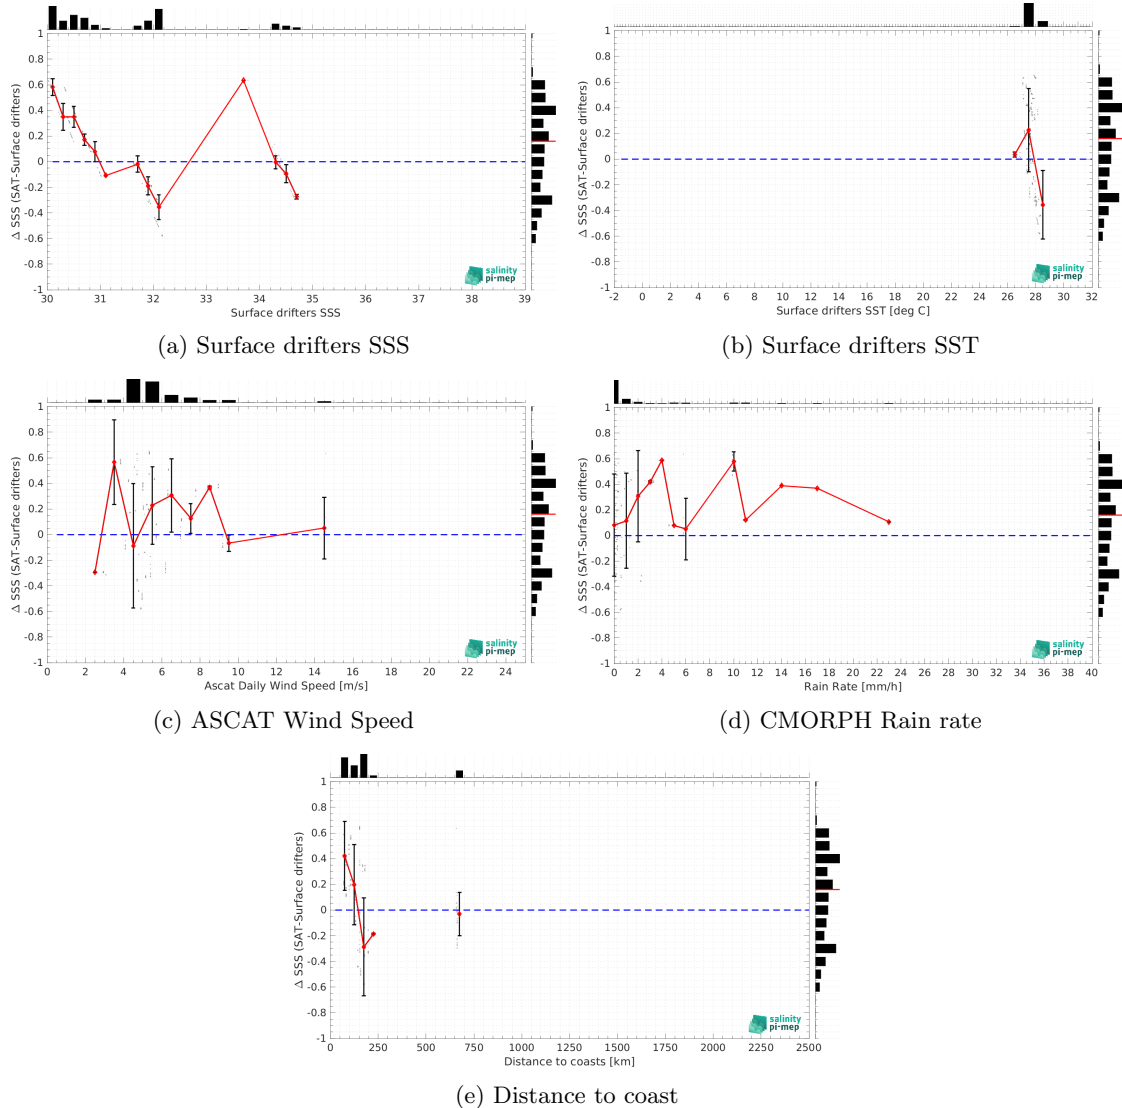 1
0.8
0.6
0.4
0.2
0
-0.2
-0.4
-0.6
-0.8
-1
Δ SSS (SAT-Surface drifters)
salinity
pi-mep
30 31 32 33 34 35 36 37 38 39
Surface drifters SSS
(a) Surface drifters SSS
1
0.8
0.6
0.4
0.2
0
-0.2
-0.4
-0.6
-0.8
-1
Δ SSS (SAT-Surface drifters)
salinity
pi-mep
-2 0 2 4 6 8 10 12 14 16 18 20 22 24 26 28 30 32
Surface drifters SST [deg C]
(b) Surface drifters SST
1
0.8
0.6
0.4
0.2
0
-0.2
-0.4
-0.6
-0.8
-1
Δ SSS (SAT-Surface drifters)
salinity
pi-mep
0 2 4 6 8 10 12 14 16 18 20 22 24
Ascat Daily Wind Speed [m/s]
(c) ASCAT Wind Speed
1
0.8
0.6
0.4
0.2
0
-0.2
-0.4
-0.6
-0.8
-1
Δ SSS (SAT-Surface drifters)
salinity
pi-mep
0 2 4 6 8 10 12 14 16 18 20 22 24 26 28 30 32 34 36 38 40
Rain Rate [mm/h]
(d) CMORPH Rain rate
1
0.8
0.6
0.4
0.2
0
-0.2
-0.4
-0.6
-0.8
-1
Δ SSS (SAT-Surface drifters)
salinity
pi-mep
0 250 500 750 1000 1250 1500 1750 2000 2250 2500
Distance to coasts [km]
(e) Distance to coast